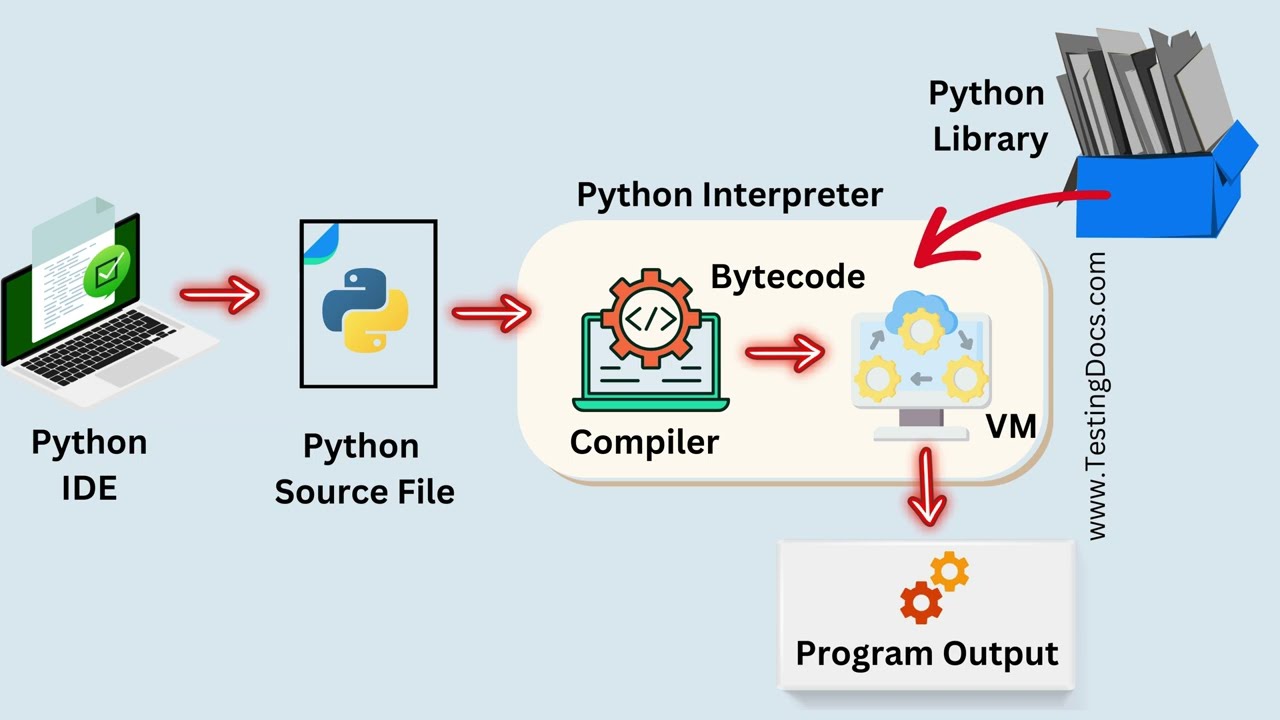 Python
Library
Python Interpreter
Bytecode
</>
Compiler
VM
Python
IDE
Python
Source File
www.TestingDocs.com
Program Output